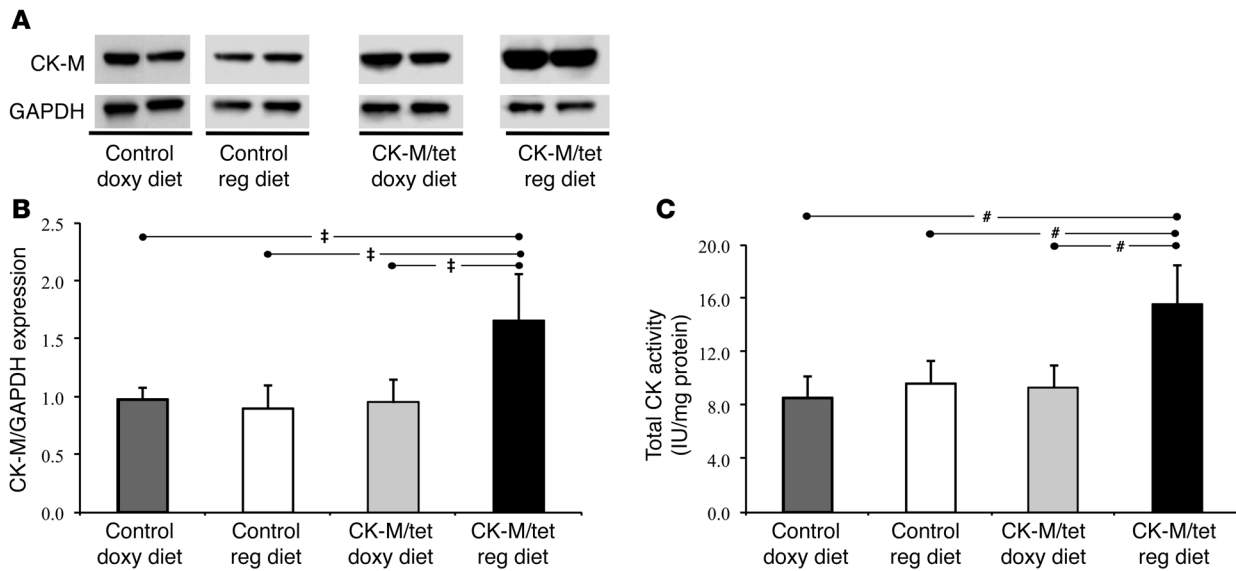 A
CK-M
GAPDH
Control
doxy diet
Control
reg diet
CK-M/tet
doxy diet
CK-M/tet
reg diet
B
CK-M/GAPDH expression
2.5
2.0
1.5
1.0
0.5
0.0
‡
‡
‡
Control
doxy diet
Control
reg diet
CK-M/tet
doxy diet
CK-M/tet
reg diet
C
Total CK activity
(IU/mg protein)
20.0
16.0
12.0
8.0
4.0
0.0
#
#
#
Control
doxy diet
Control
reg diet
CK-M/tet
doxy diet
CK-M/tet
reg diet